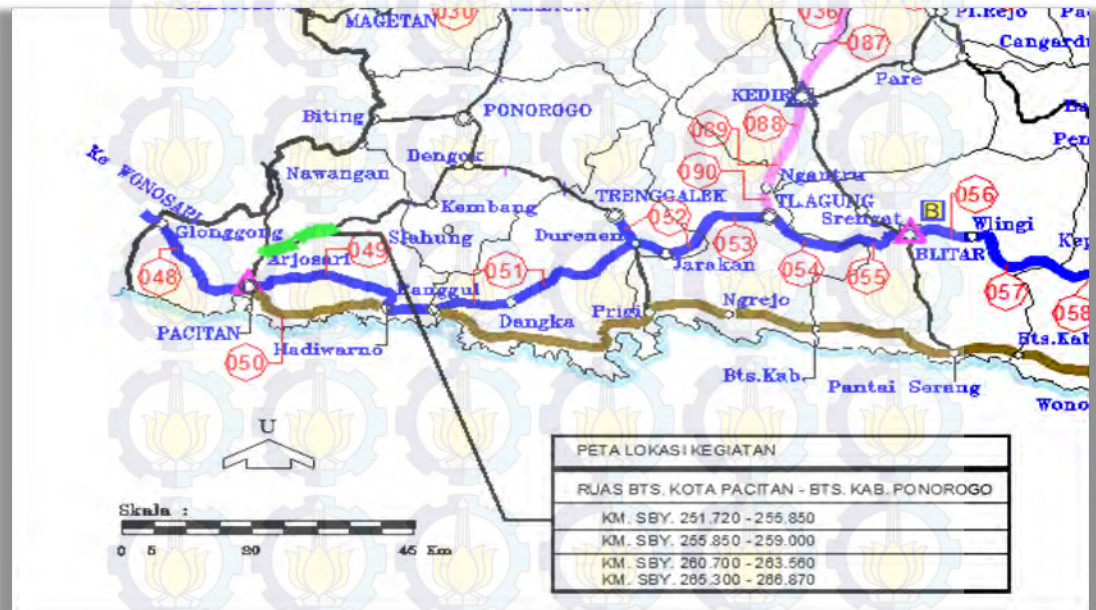 MAGETAN
036
087
Pl.Rejo
Cangardu
Pare
KEDIRI
Biting
PONOROGO
089
088
Dengok
090
Ngantru
Ke WONOSARI
Nawangan
TRENGGALEK
TLAGUNG
056
Kembang
052
Srengat
B
Wlingi
Glonggong
Slahung
Durenen
053
BLITAR
048
Arjosari
049
051
Jarakan
054
055
057
Panggul
058
PACITAN
Dangka
Prigi
Ngrejo
Bts.Kab
050
Hadiwarno
Bts.Kab.
Pantai Serang
Wono
U
PETA LOKASI KEGIATAN
RUAS BTS. KOTA PACITAN - BTS. KAB. PONOROGO
KM. SBY. 251.720 - 255.850
KM. SBY. 255.850 - 259.000
KM. SBY. 260.700 - 263.560
KM. SBY. 265.300 - 266.870
Skala :
0 5 20 45 Km